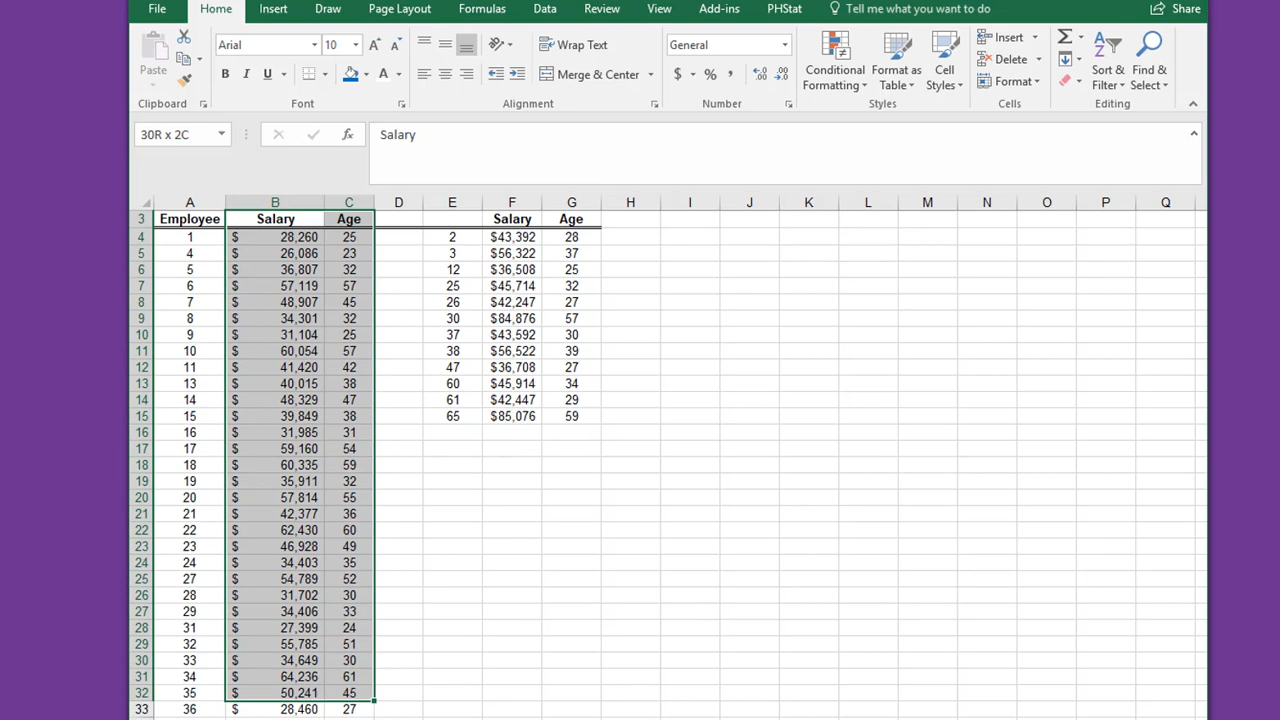 File Home Insert Draw Page Layout Formulas Data Review View Add-ins PHStat Tell me what you want to do Share
Arial 10 A A Wrap Text General Insert
Paste B I U A Merge & Center $ % , Conditional Formatting Format as Table Cell Styles Delete Format Sort & Filter Find & Select
Clipboard Font Alignment Number Styles Cells Editing
30R x 2C fx Salary
A B C D E F G H I J K L M N O P Q
3 Employee Salary Age Salary Age
4 1 $ 28,260 25 2 $43,392 28
5 4 $ 26,086 23 3 $56,322 37
6 5 $ 36,807 32 12 $36,508 25
7 6 $ 57,119 57 25 $45,714 32
8 7 $ 48,907 45 26 $42,247 27
9 8 $ 34,301 32 30 $84,876 57
10 9 $ 31,104 25 37 $43,592 30
11 10 $ 60,054 57 38 $56,522 39
12 11 $ 41,420 42 47 $36,708 27
13 13 $ 40,015 38 60 $45,914 34
14 14 $ 48,329 47 61 $42,447 29
15 15 $ 39,849 38 65 $85,076 59
16 16 $ 31,985 31
17 17 $ 59,160 54
18 18 $ 60,335 59
19 19 $ 35,911 32
20 20 $ 57,814 55
21 21 $ 42,377 36
22 22 $ 62,430 60
23 23 $ 46,928 49
24 24 $ 34,403 35
25 27 $ 54,789 52
26 28 $ 31,702 30
27 29 $ 34,406 33
28 31 $ 27,399 24
29 32 $ 55,785 51
30 33 $ 34,649 30
31 34 $ 64,236 61
32 35 $ 50,241 45
33 36 $ 28,460 27